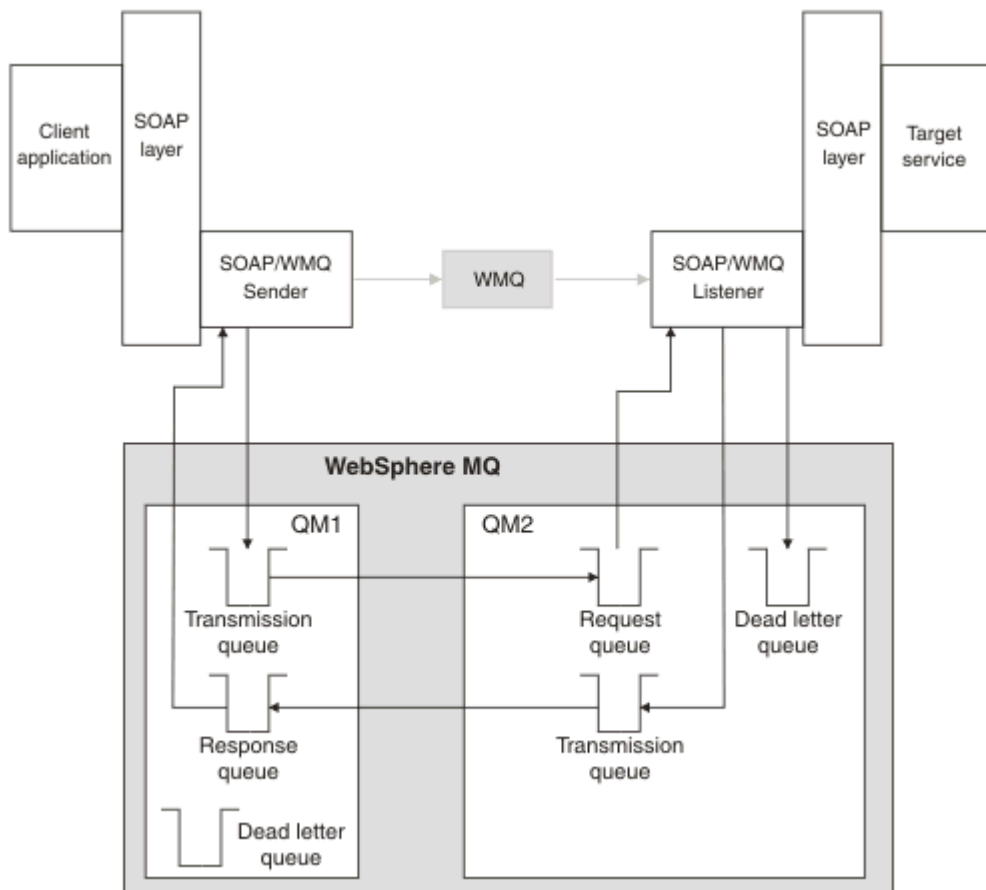 Client
application
SOAP
layer
SOAP/WMQ
Sender
WMQ
SOAP/WMQ
Listener
SOAP
layer
Target
service
WebSphere MQ
QM1
Transmission
queue
Response
queue
Dead letter
queue
QM2
Request
queue
Dead letter
queue
Transmission
queue